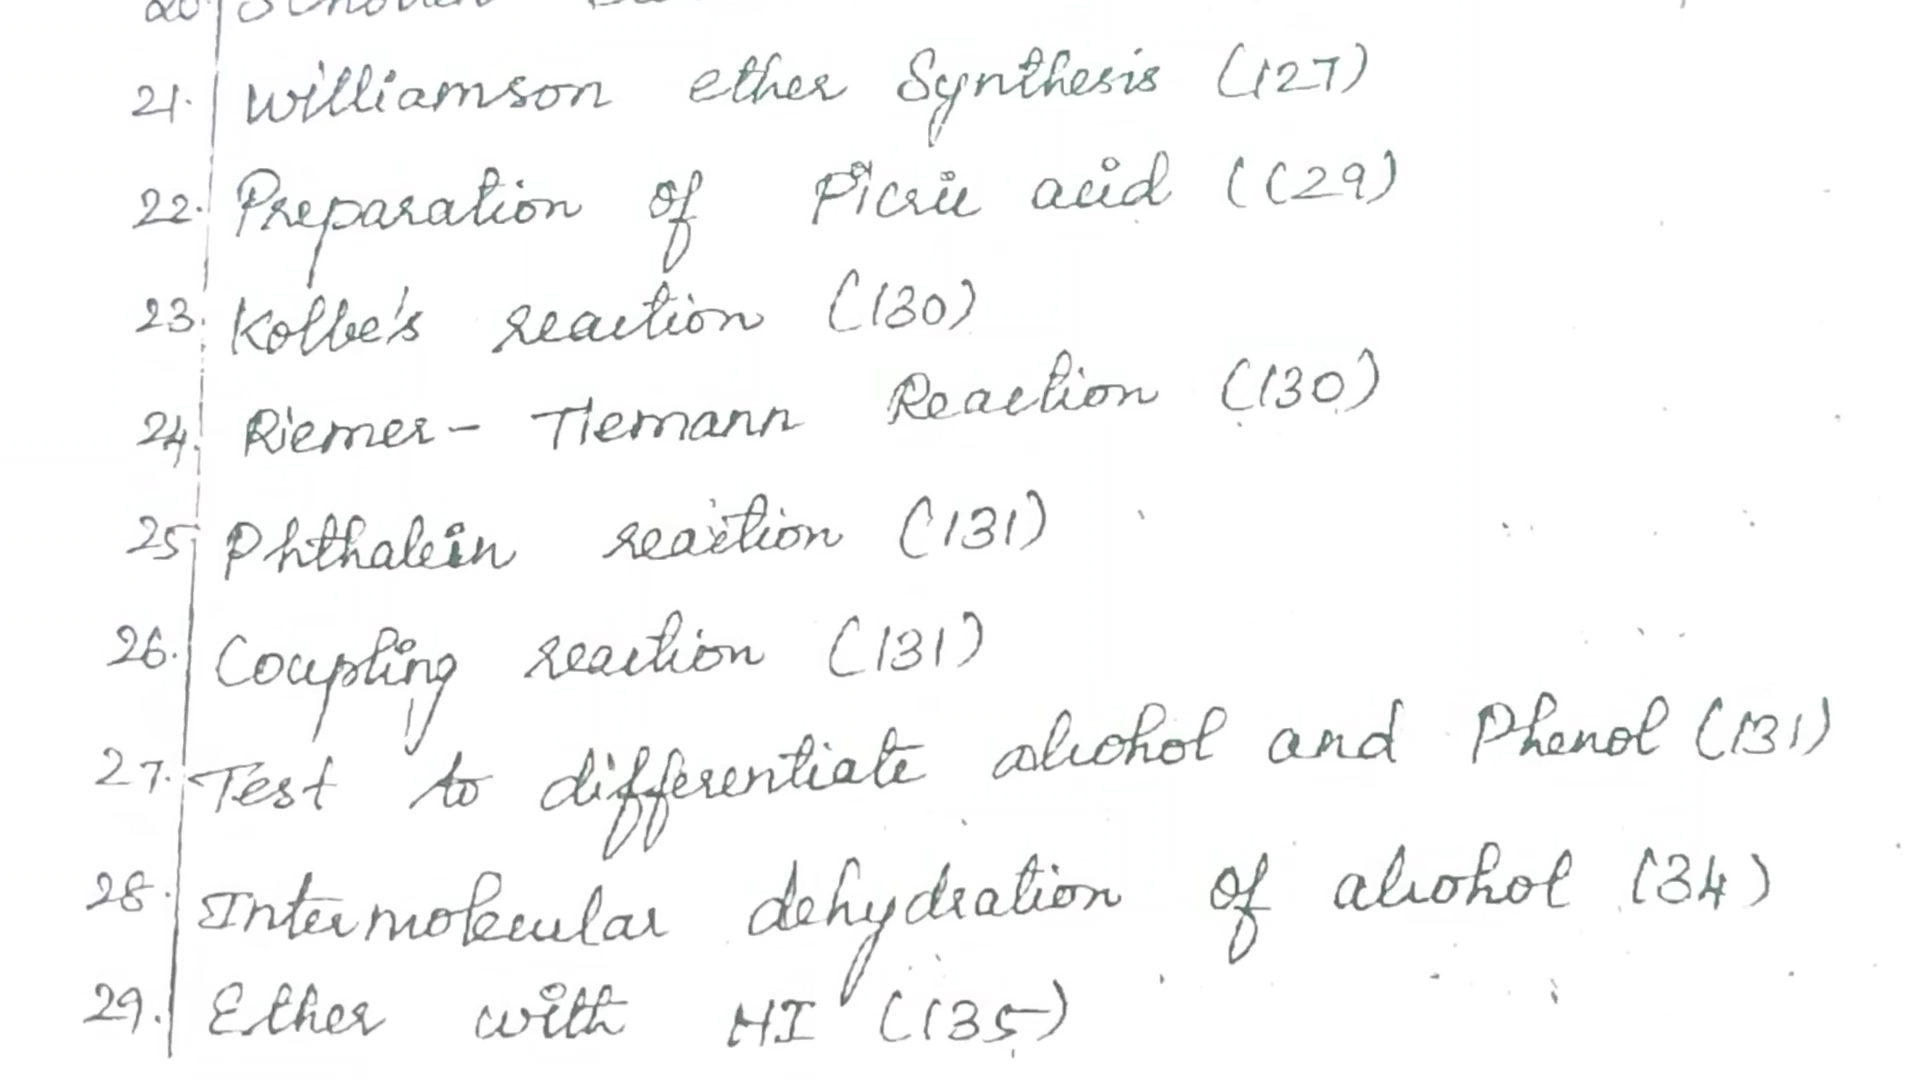 21. Williamson ether Synthesis (127)
22. Preparation of Picric acid (129)
23. Kolbe's reaction (130)
24. Riemer - Tiemann Reaction (130)
25 Phthalein reaction (131)
26. Coupling reaction (131)
27. Test to differentiate alcohol and Phenol (131)
28. Intermolecular dehydration of alcohol (134)
29. Ether with HI (135)